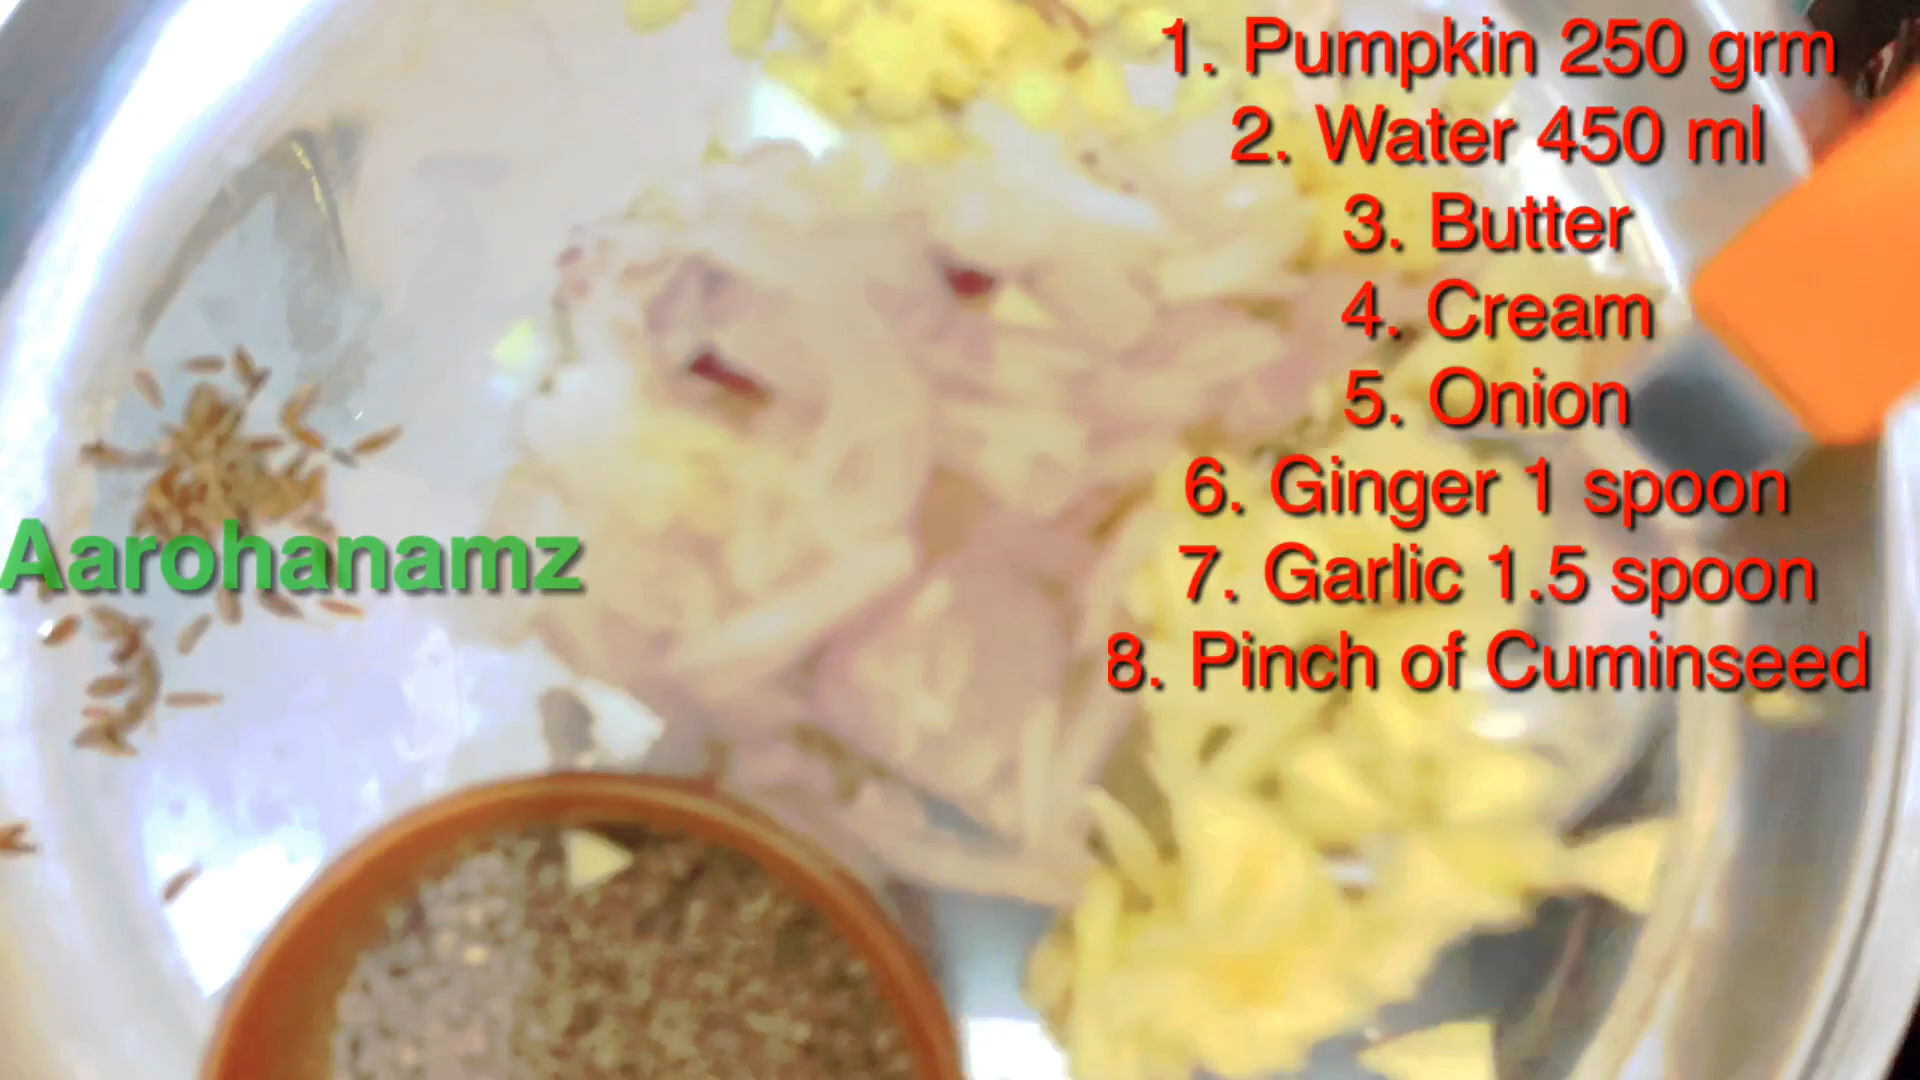 1. Pumpkin 250 grm
2. Water 450 ml
3. Butter
4. Cream
5. Onion
6. Ginger 1 spoon
7. Garlic 1.5 spoon
8. Pinch of Cuminseed
Aarohanamz